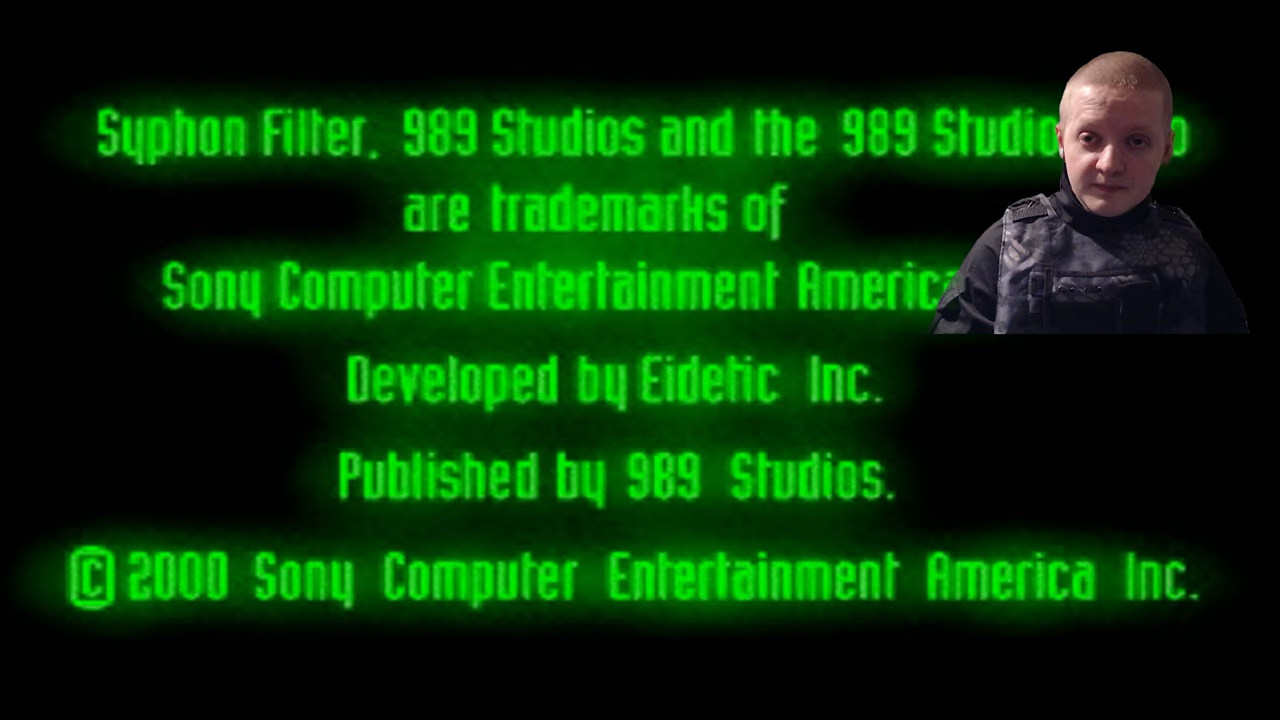 Syphon Filter, 989 Studios and the 989
are trademarks of
Sony Computer Entertainment America
Developed by Eidetic Inc.
Published by 989 Studios.
© 2000 Sony Computer Entertainment America Inc.